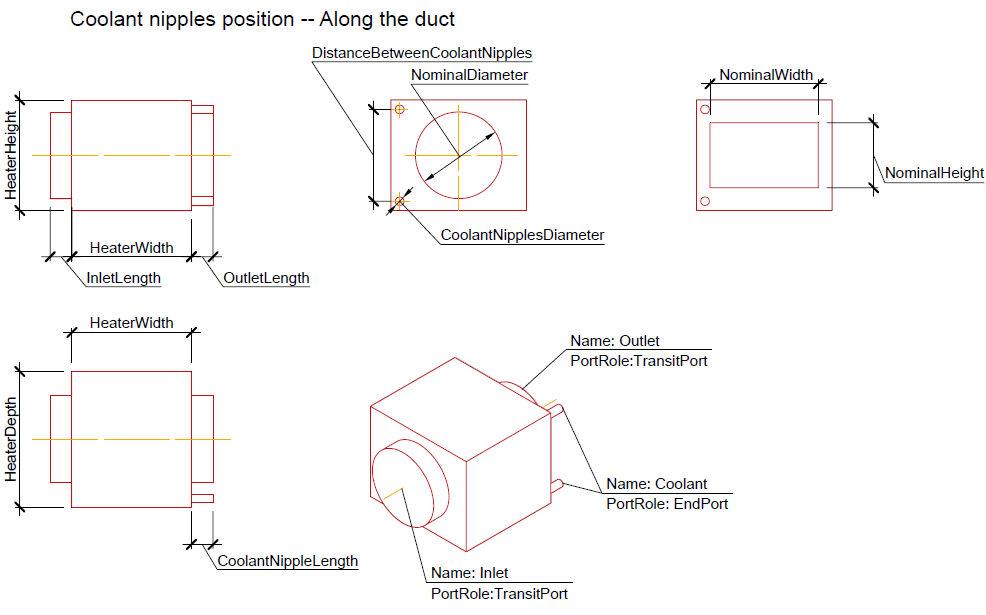 Coolant nipples position -- Along the duct
DistanceBetweenCoolantNipples
NominalDiameter
NominalWidth
HeaterHeight
NominalHeight
CoolantNipplesDiameter
HeaterWidth
InletLength
OutletLength
HeaterWidth
Name: Outlet
PortRole:TransitPort
HeaterDepth
Name: Coolant
PortRole: EndPort
CoolantNippleLength
Name: Inlet
PortRole:TransitPort